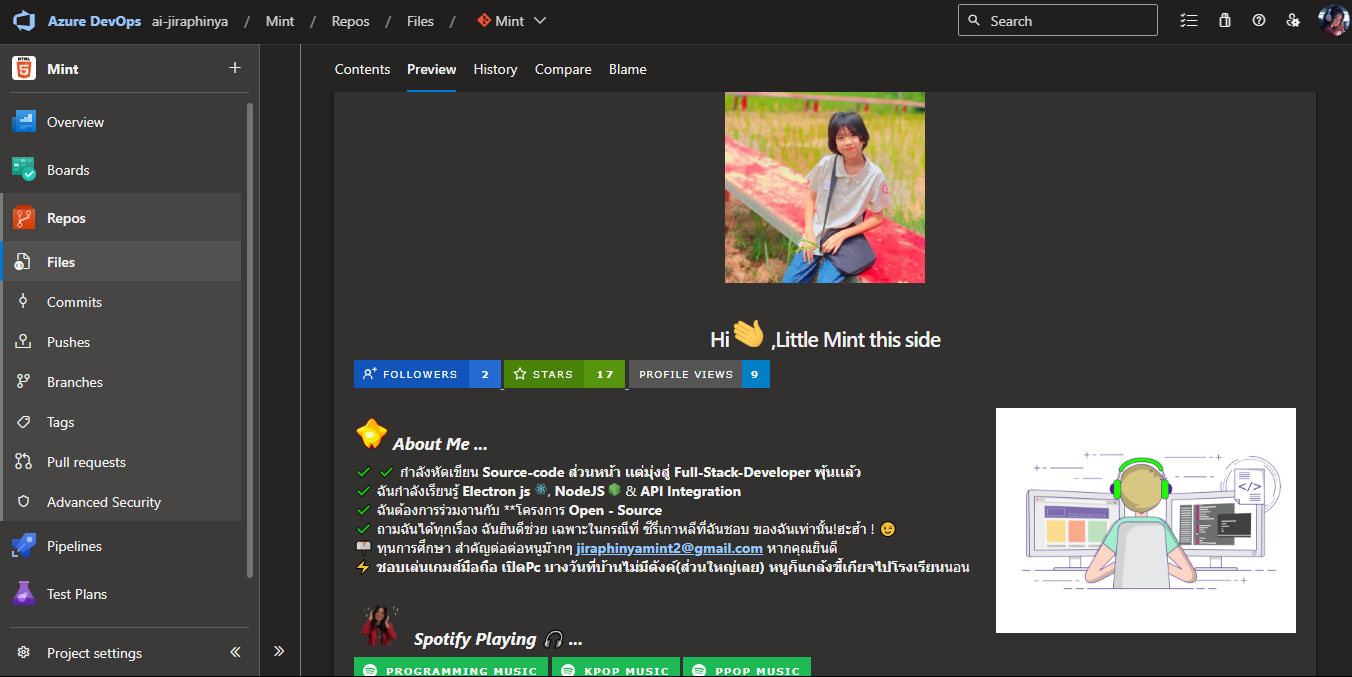 Azure DevOps ai-jiraphinya / Mint / Repos / Files / Mint
Search
Mint
Overview
Boards
Repos
Files
Commits
Pushes
Branches
Tags
Pull requests
Advanced Security
Pipelines
Test Plans
Project settings
Contents Preview History Compare Blame
Hi ,Little Mint this side
FOLLOWERS 2 STARS 17 PROFILE VIEWS 9
About Me ...
กำลังหัดเขียน Source-code ส่วนหน้า แต่มุ่งสู่ Full-Stack-Developer พุ้นแล้ว
ฉันกำลังเรียนรู้ Electron js , NodeJS & API Integration
ฉันต้องการร่วมงานกับ **โครงการ Open - Source
ถามฉันได้ทุกเรื่อง ฉันยินดีช่วย เฉพาะในกรณีที่ ซีรี่เกาหลีที่ฉันชอบ ของฉันเท่านั้น!ฮะฮ้า ! 😉
ทุนการศึกษา สำคัญต่อต่อหนูม๊ากๆ jiraphinyamint2@gmail.com หากคุณยินดี
⚡ ชอบเล่นเกมส์มือถือ เปิดPc บางวันที่บ้านไม่มีตังค์(ส่วนใหญ่เลย) หนูก็แกล้งขี้เกียจไปโรงเรียนนอน
Spotify Playing 🎧 ...
PROGRAMMING MUSIC KPOP MUSIC PPOP MUSIC